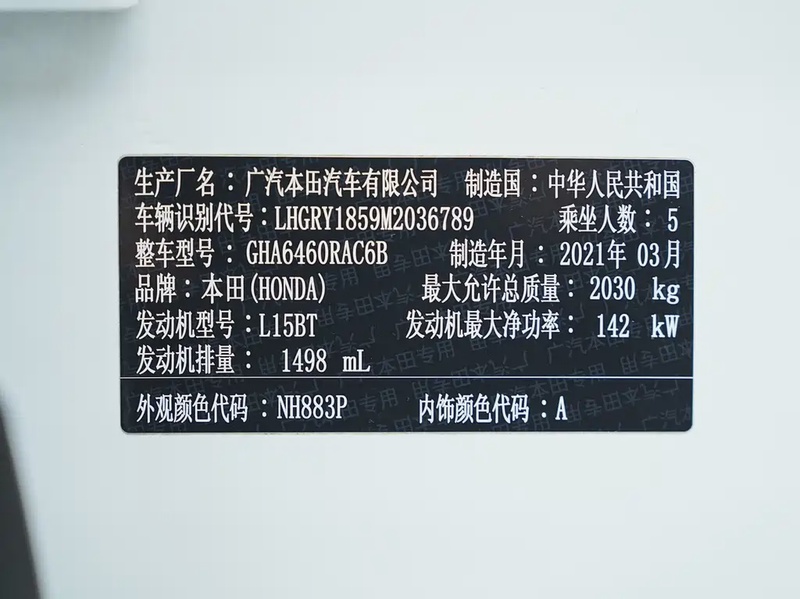 生产厂名：广汽本田汽车有限公司 制造国：中华人民共和国
车辆识别代号：LHGRY1859M2036789 乘坐人数：5
整车型号：GHA6460RAC6B 制造年月：2021年 03月
品牌：本田(HONDA) 最大允许总质量：2030 kg
发动机型号：L15BT 发动机最大净功率：142 kW
发动机排量：1498 mL
外观颜色代码：NH883P 内饰颜色代码：A